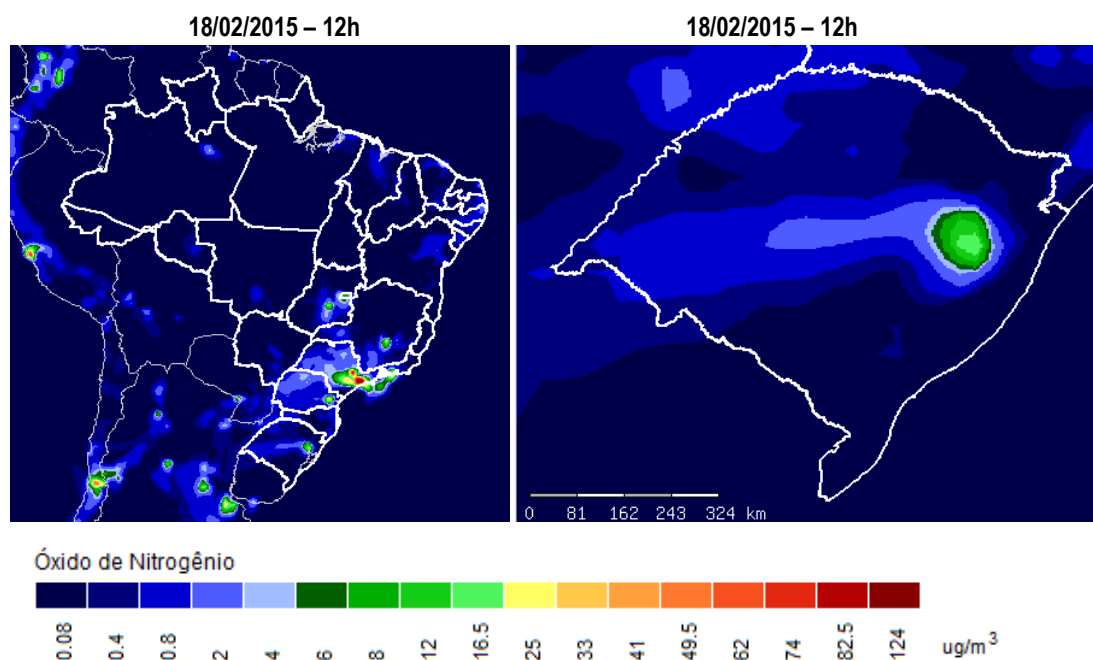 18/02/2015 – 12h
18/02/2015 – 12h
0 81 162 243 324 km
Óxido de Nitrogênio
0.08 0.4 0.8 2 4 6 8 12 16.5 25 33 41 49.5 62 74 82.5 124 ug/m³